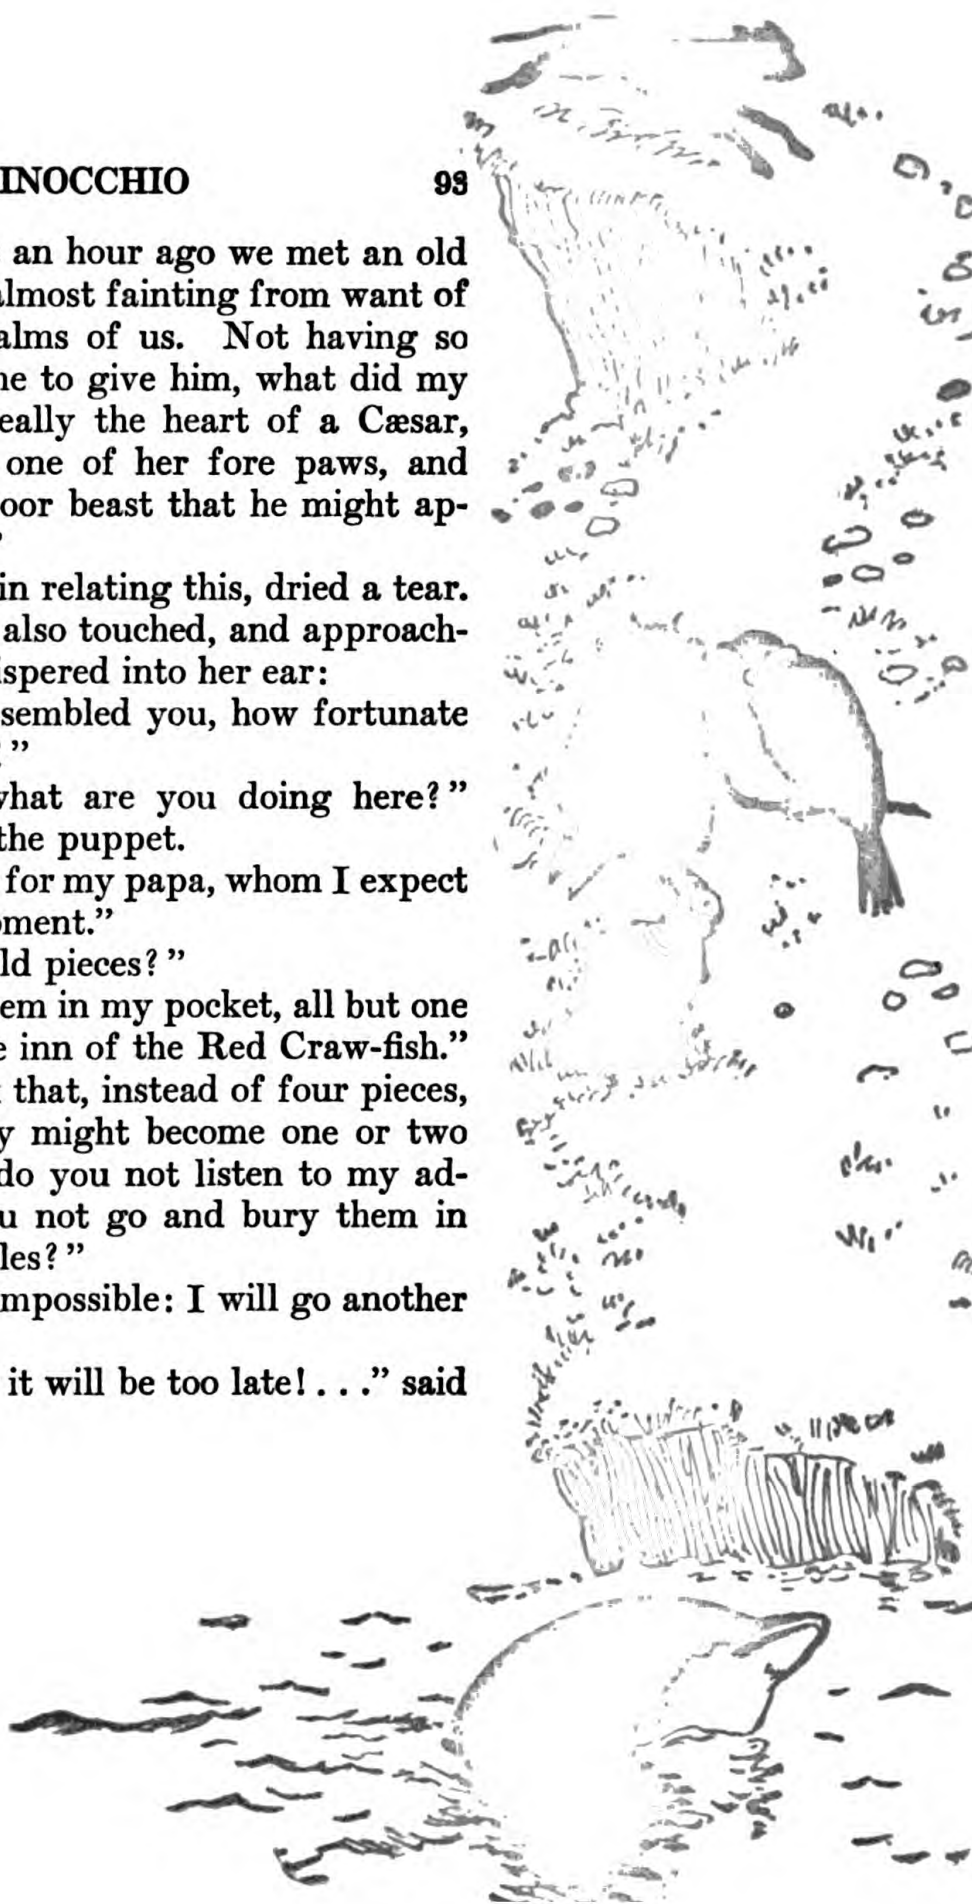 INOCCHIO 93
an hour ago we met an old
almost fainting from want of
alms of us. Not having so
to give him, what did my
eally the heart of a Cæsar,
one of her fore paws, and
oor beast that he might ap-
”
in relating this, dried a tear.
also touched, and approach-
ispered into her ear:
sembled you, how fortunate
!”
what are you doing here?”
the puppet.
for my papa, whom I expect
oment.”
ld pieces?”
em in my pocket, all but one
e inn of the Red Craw-fish.”
that, instead of four pieces,
y might become one or two
do you not listen to my ad-
u not go and bury them in
les?”
mpossible: I will go another
it will be too late!...” said